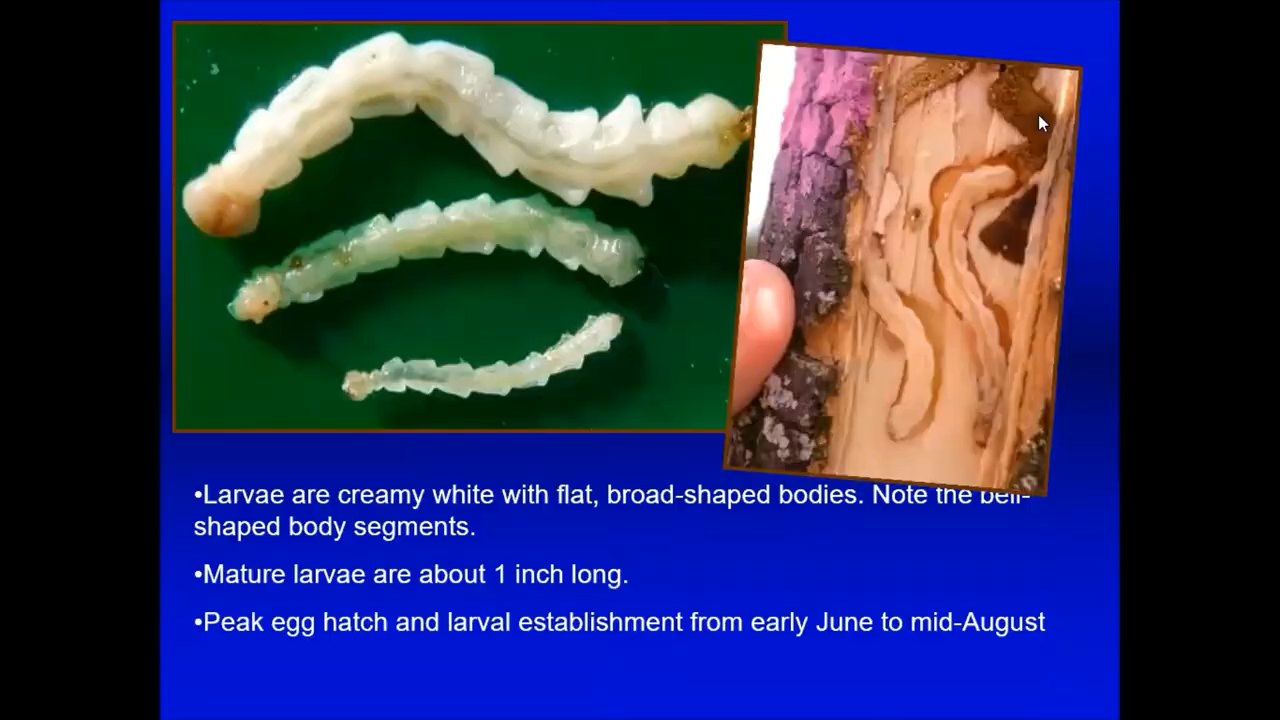 •Larvae are creamy white with flat, broad-shaped bodies. Note the bell-
shaped body segments.
•Mature larvae are about 1 inch long.
•Peak egg hatch and larval establishment from early June to mid-August